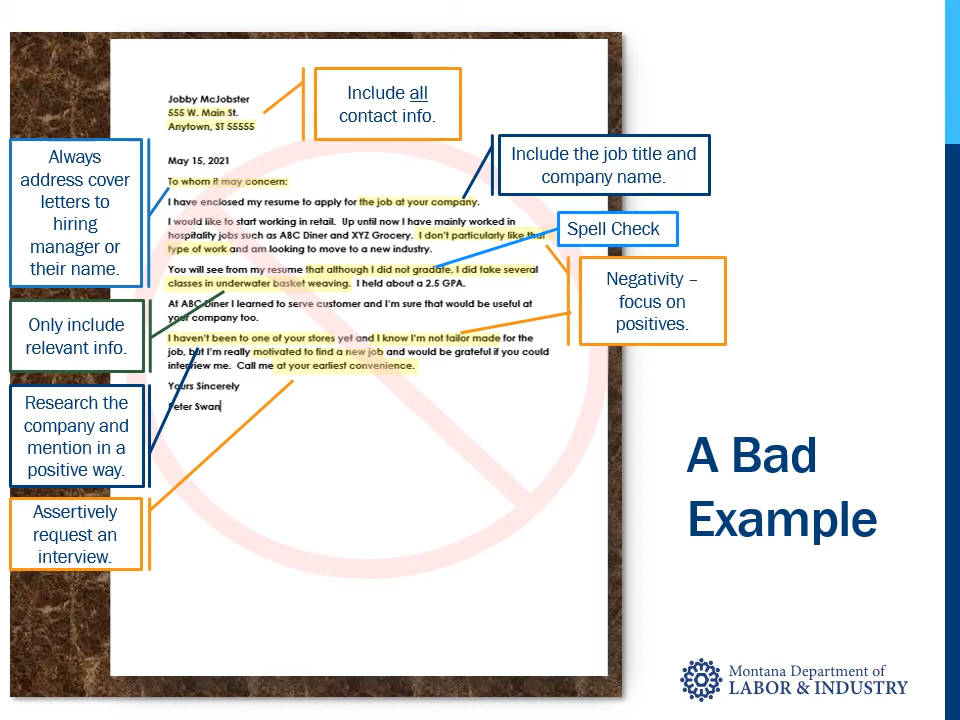 Jobby McJobster
555 W. Main St.
Anytown, ST 55555
May 15, 2021
To whom it may concern:
I have enclosed my resume to apply for the job at your company.
I would like to start working in retail. Up until now I have mainly worked in
hospitality jobs such as ABC Diner and XYZ Grocery. I don't particularly like that
type of work and am looking to move to a new industry.
You will see from my resume that although I did not gradate, I did take several
classes in underwater basket weaving. I held about a 2.5 GPA.
At ABC Diner I learned to serve customer and I'm sure that would be useful at
your company too.
I haven't been to one of your stores yet and I know I'm not tailor made for the
job, but I'm really motivated to find a new job and would be grateful if you could
interview me. Call me at your earliest convenience.
Yours Sincerely
Peter Swan
Include all
contact info.
Always
address cover
letters to
hiring
manager or
their name.
Include the job title and
company name.
Spell Check
Negativity –
focus on
positives.
Only include
relevant info.
Research the
company and
mention in a
positive way.
Assertively
request an
interview.
A Bad
Example
Montana Department of
LABOR & INDUSTRY